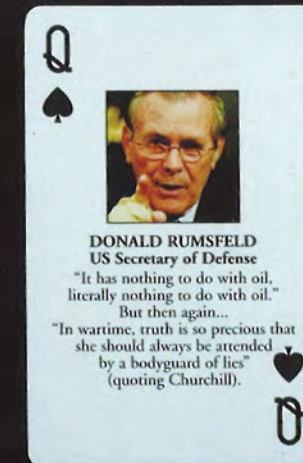 Q
DONALD RUMSFELD
US Secretary of Defense
"It has nothing to do with oil,
literally nothing to do with oil."
But then again...
"In wartime, truth is so precious that
she should always be attended
by a bodyguard of lies"
(quoting Churchill).
Q